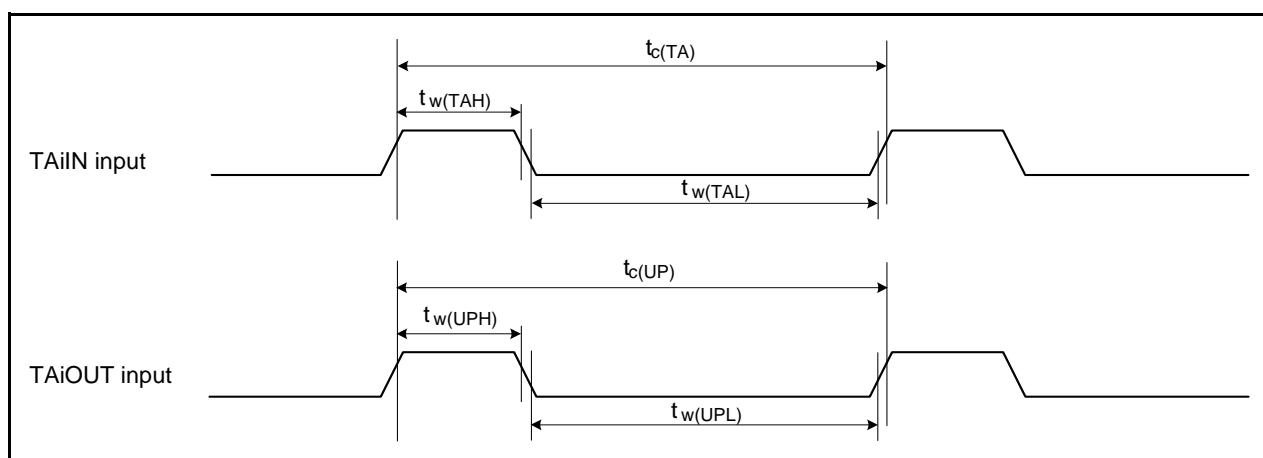 tc(TA)
tw(TAH)
TAiIN input
tw(TAL)
tc(UP)
tw(UPH)
TAiOUT input
tw(UPL)